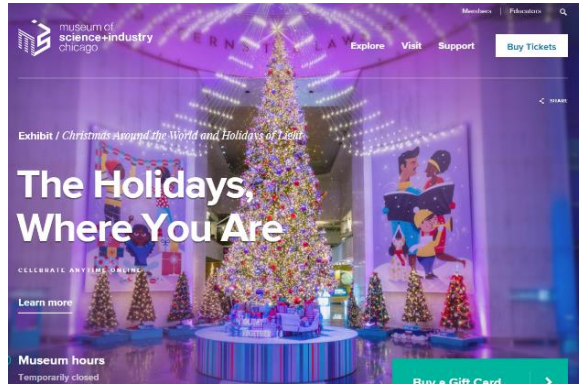 Members | Educators
museum of
science+industry
chicago
Explore Visit Support Buy Tickets
SHARE
Exhibit / Christmas Around the World and Holidays of Light
The Holidays,
Where You Are
CELEBRATE ANYTIME ONLINE
Learn more
Museum hours
Temporarily closed
Buy a Gift Card